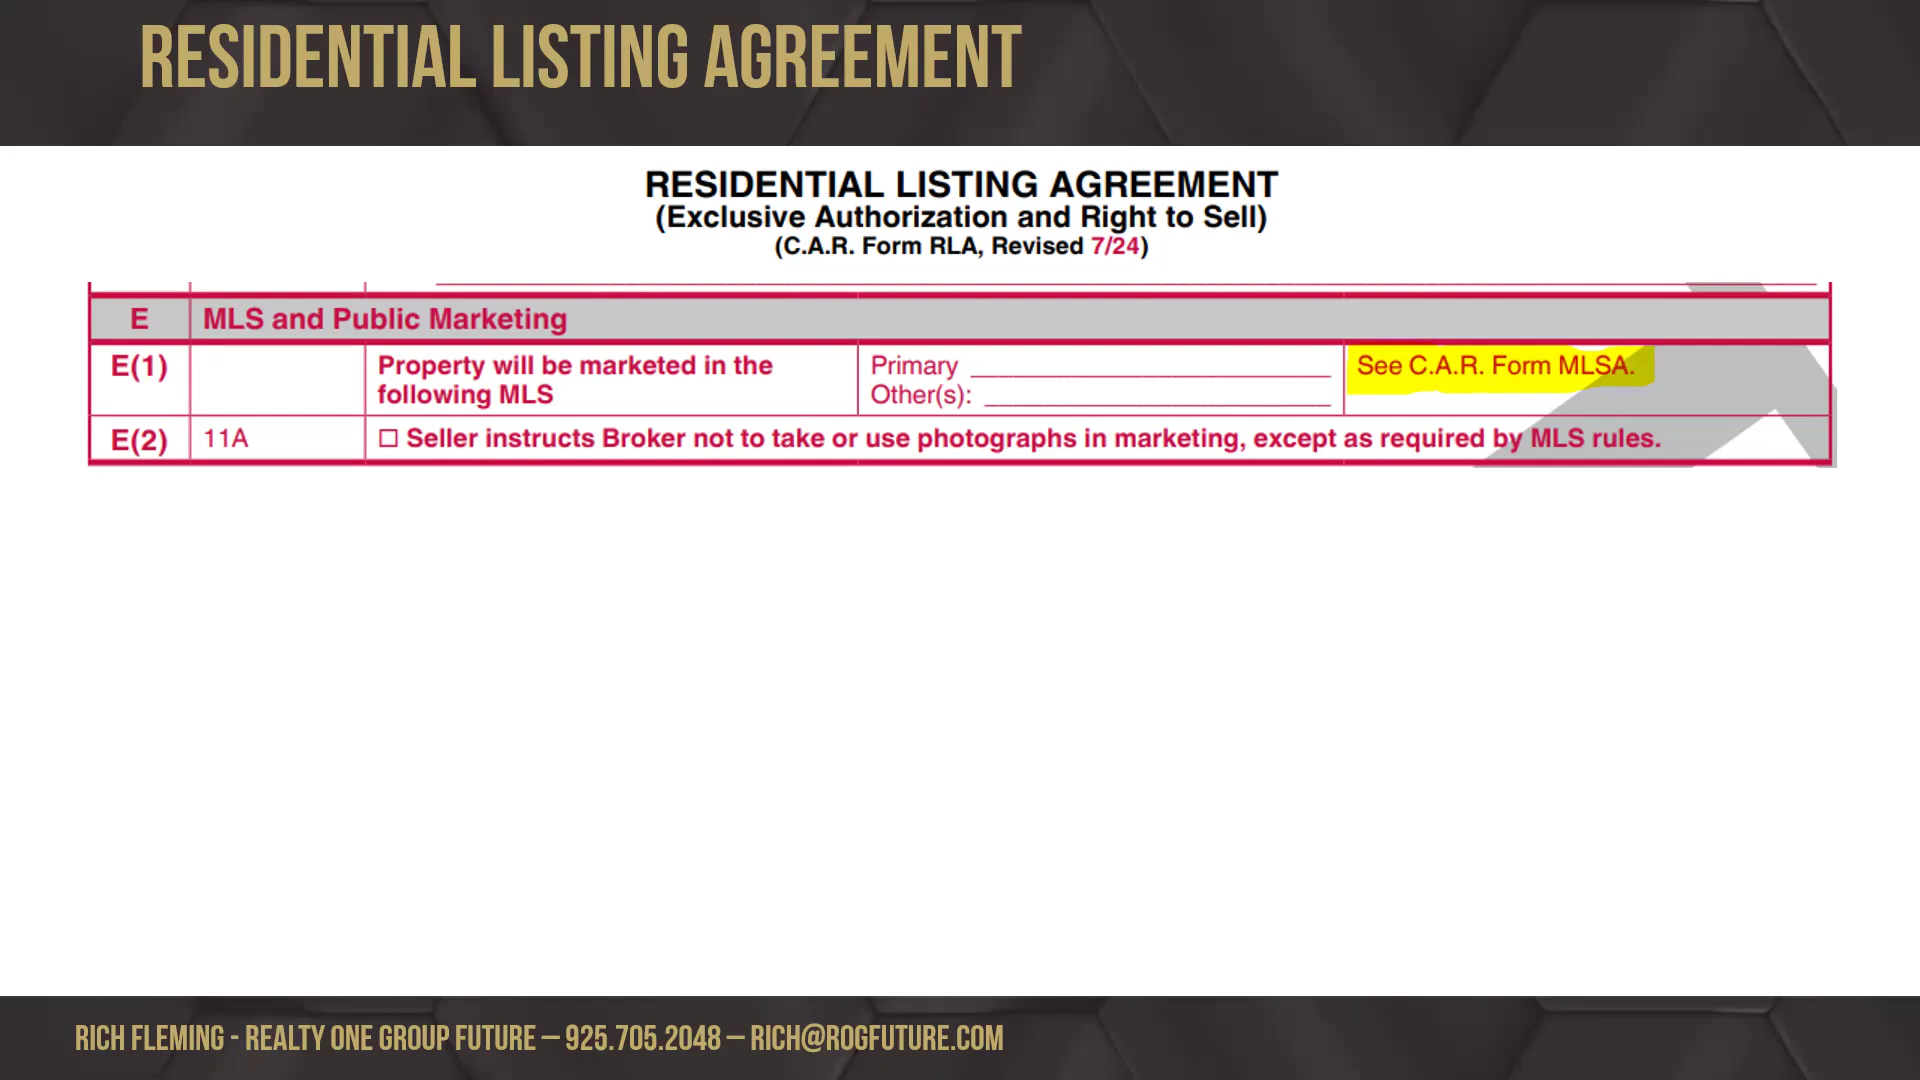 RESIDENTIAL LISTING AGREEMENT
RESIDENTIAL LISTING AGREEMENT
(Exclusive Authorization and Right to Sell)
(C.A.R. Form RLA, Revised 7/24)
E MLS and Public Marketing
E(1) Property will be marketed in the Primary ____ See C.A.R. Form MLSA.
following MLS Other(s): ____
E(2) 11A ☐ Seller instructs Broker not to take or use photographs in marketing, except as required by MLS rules.
RICH FLEMING - REALTY ONE GROUP FUTURE – 925.705.2048 – RICH@ROGFUTURE.COM